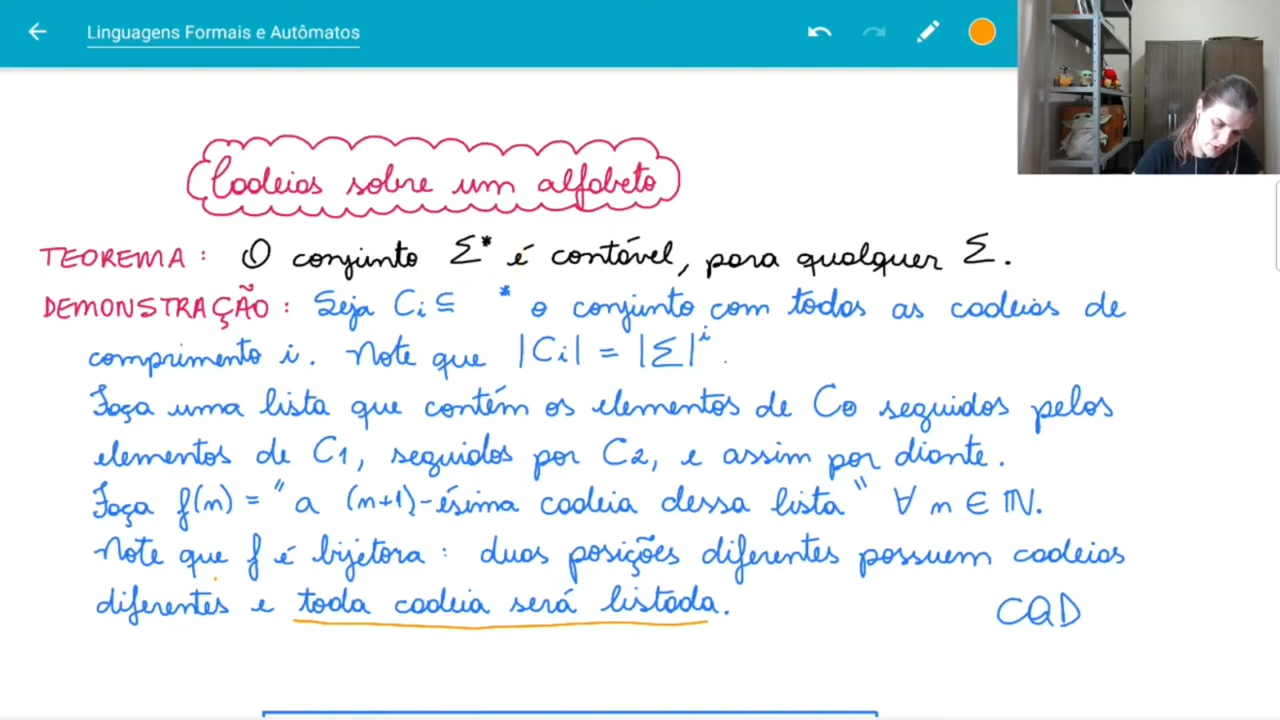 Linguagens Formais e Autômatos
Cadeias sobre um alfabeto
TEOREMA: O conjunto Σ* é contável, para qualquer Σ.
DEMONSTRAÇÃO: Seja Ci ⊆ * o conjunto com todas as cadeias de
comprimento i. Note que |Ci| = |Σ|^i.
Faça uma lista que contém os elementos de C0 seguidos pelos
elementos de C1, seguidos por C2, e assim por diante.
Faça f(n) = "a (n+1)-ésima cadeia dessa lista" ∀ n ∈ ℕ.
Note que f é bijetora: duas posições diferentes possuem cadeias
diferentes e toda cadeia será listada.
CQD